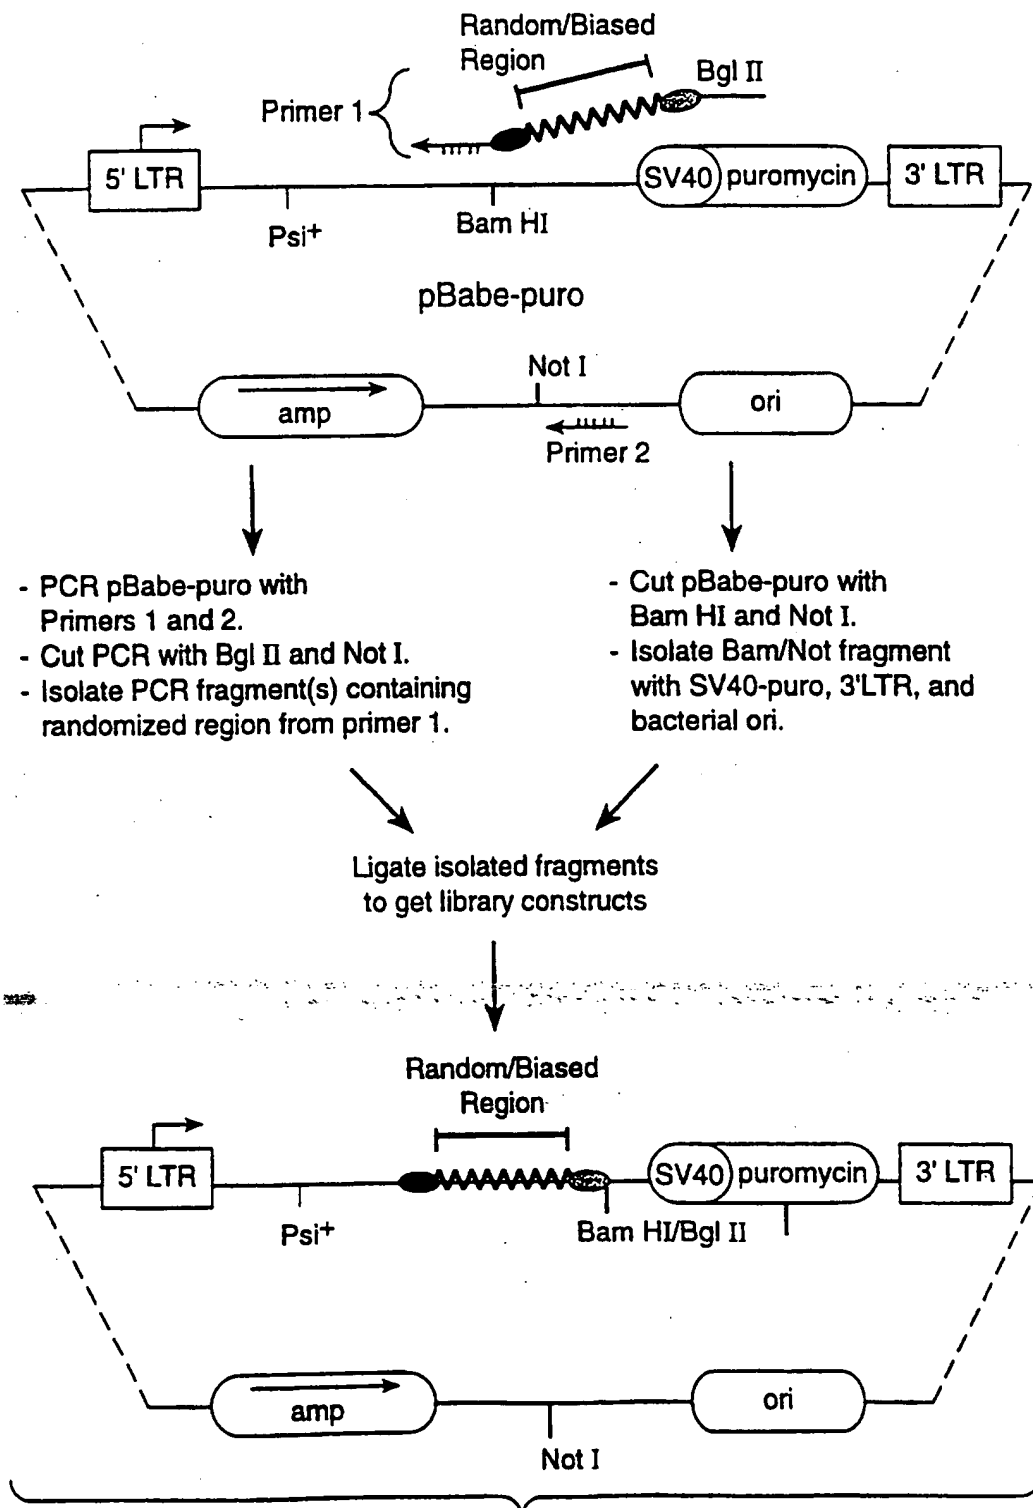 Random/Biased
Region
Bgl II
Primer 1
5' LTR
SV40
puromycin
3' LTR
Psi+
Bam HI
pBabe-puro
Not I
amp
ori
Primer 2
- PCR pBabe-puro with
Primers 1 and 2.
- Cut PCR with Bgl II and Not I.
- Isolate PCR fragment(s) containing
randomized region from primer 1.
- Cut pBabe-puro with
Bam HI and Not I.
- Isolate Bam/Not fragment
with SV40-puro, 3'LTR, and
bacterial ori.
Ligate isolated fragments
to get library constructs
Random/Biased
Region
5' LTR
SV40
puromycin
3' LTR
Psi+
Bam HI/Bgl II
amp
ori
Not I